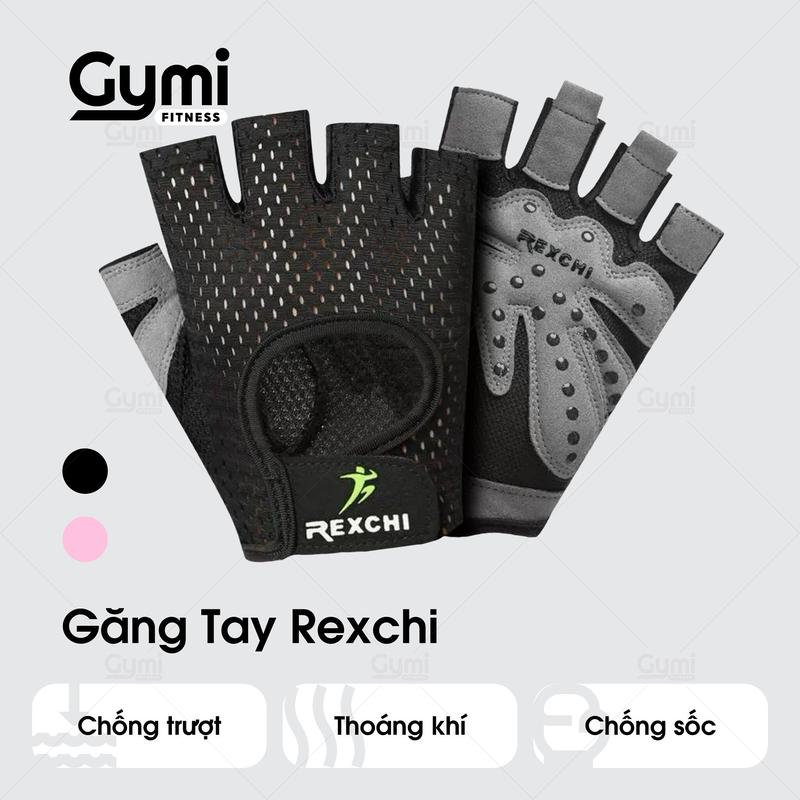 Gymi
FITNESS
REXCHI
REXCHI
Găng Tay Rexchi
Chống trượt
Thoáng khí
Chống sốc